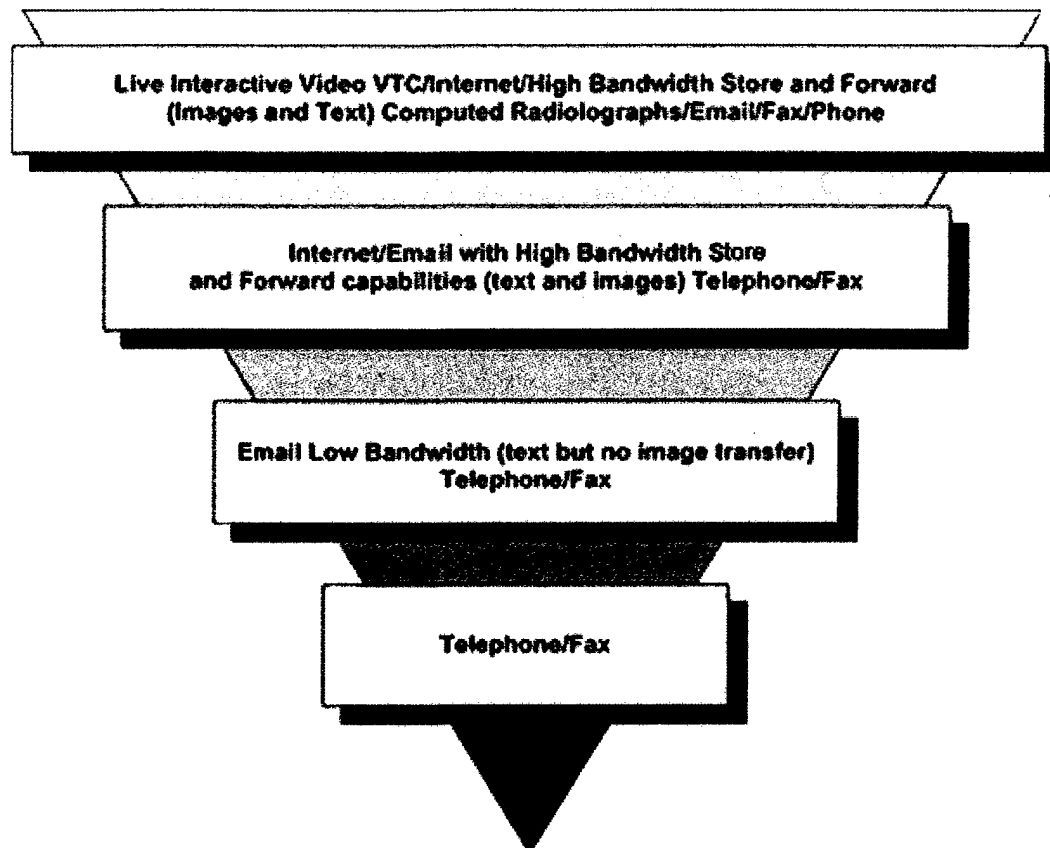 Live Interactive Video VTC/Internet/High Bandwidth Store and Forward
(Images and Text) Computed Radiolographs/Email/Fax/Phone
Internet/Email with High Bandwidth Store
and Forward capabilities (text and images) Telephone/Fax
Email Low Bandwidth (text but no image transfer)
Telephone/Fax
Telephone/Fax